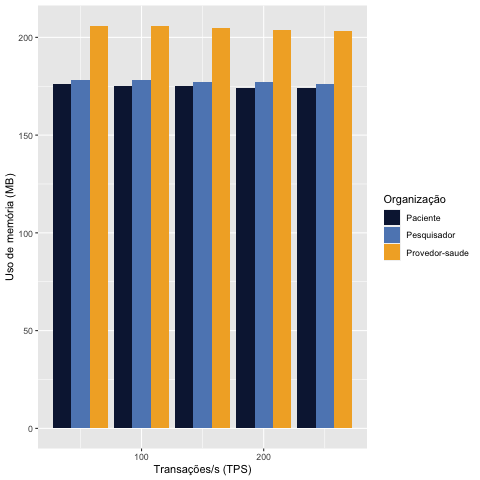 Uso de memória (MB)
200
150
100
50
0
100
200
Transações/s (TPS)
Organização
Paciente
Pesquisador
Provedor-saude